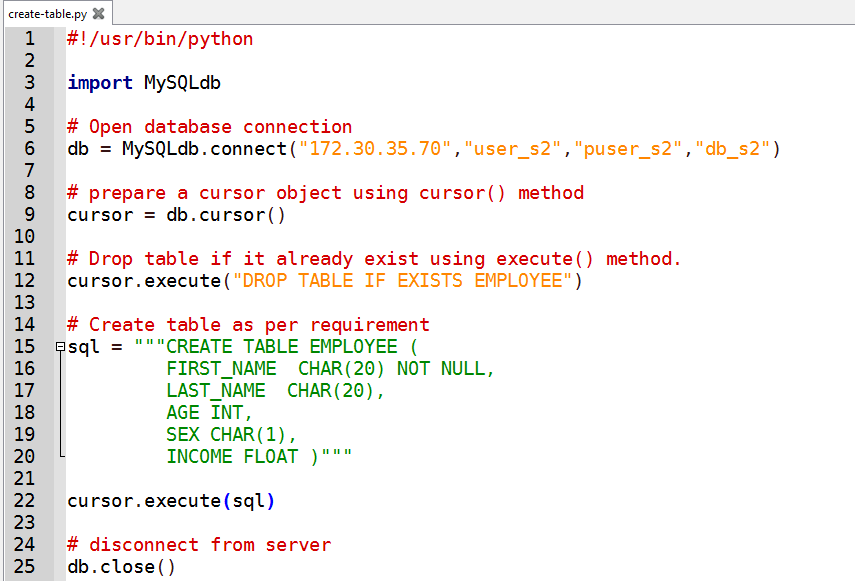 create-table.py
1 #!/usr/bin/python
2
3 import MySQLdb
4
5 # Open database connection
6 db = MySQLdb.connect("172.30.35.70","user_s2","puser_s2","db_s2")
7
8 # prepare a cursor object using cursor() method
9 cursor = db.cursor()
10
11 # Drop table if it already exist using execute() method.
12 cursor.execute("DROP TABLE IF EXISTS EMPLOYEE")
13
14 # Create table as per requirement
15 sql = """CREATE TABLE EMPLOYEE (
16          FIRST_NAME  CHAR(20) NOT NULL,
17          LAST_NAME  CHAR(20),
18          AGE INT,
19          SEX CHAR(1),
20          INCOME FLOAT )"""
21
22 cursor.execute(sql)
23
24 # disconnect from server
25 db.close()